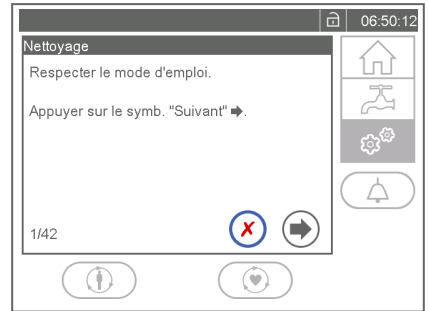 06:50:12
Nettoyage
Respecter le mode d'emploi.
Appuyer sur le symb. "Suivant" ➡.
1/42